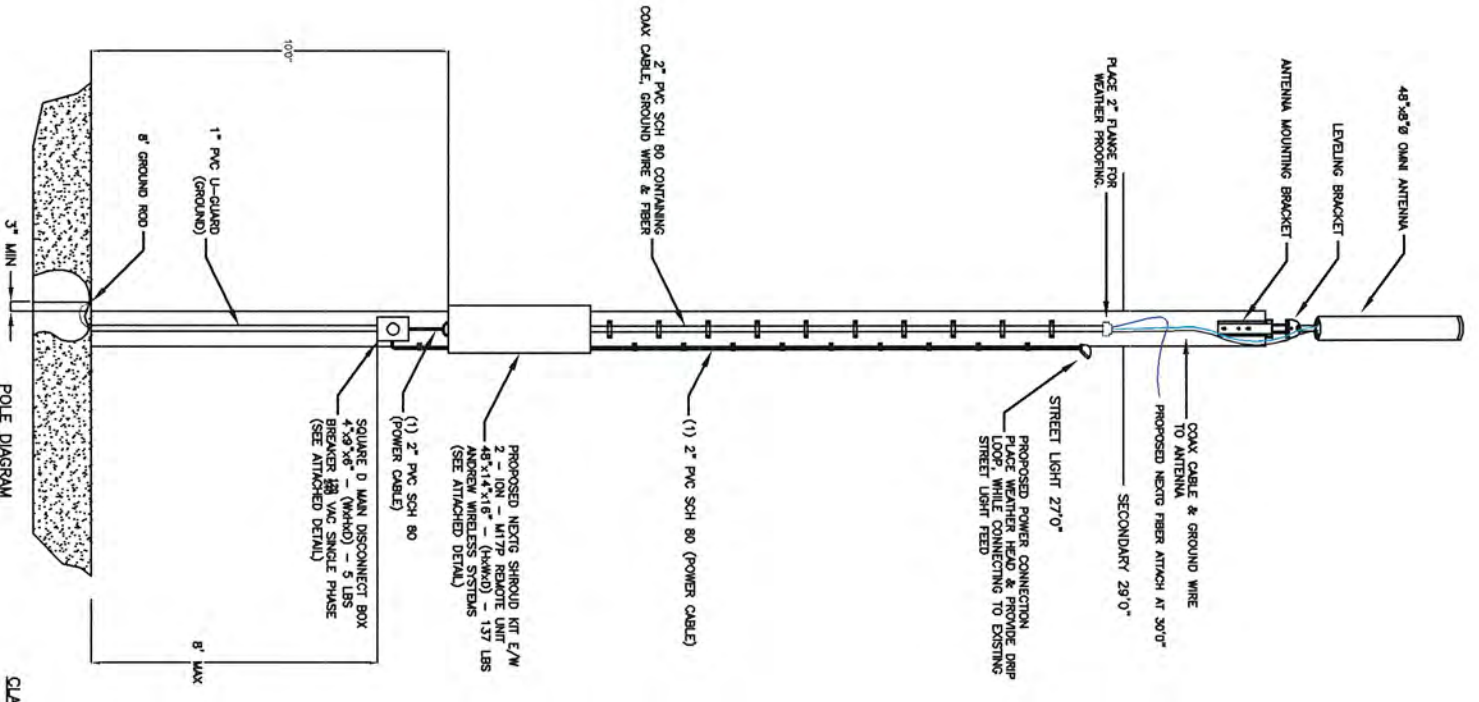 48"x8"Ø OMNI ANTENNA
LEVELING BRACKET
ANTENNA MOUNTING BRACKET
COAX CABLE & GROUND WIRE
TO ANTENNA
PROPOSED NEXTG FIBER ATTACH AT 30'0"
SECONDARY 29'0"
PLACE 2" FLANGE FOR
WEATHER PROOFING.
STREET LIGHT 27'0"
PROPOSED POWER CONNECTION
PLACE WEATHER HEAD & PROVIDE DRIP
LOOP, WHILE CONNECTING TO EXISTING
STREET LIGHT FEED
2" PVC SCH 80 CONTAINING
COAX CABLE, GROUND WIRE & FIBER
(1) 2" PVC SCH 80 (POWER CABLE)
PROPOSED NEXTG SHROUD KIT E/W
2 - ION - M17P REMOTE UNIT
48"x14"x16" - (HxWxD) - 137 LBS
ANDREW WIRELESS SYSTEMS
(SEE ATTACHED DETAIL)
(1) 2" PVC SCH 80
(POWER CABLE)
SQUARE D MAIN DISCONNECT BOX
4"x9"x6" - (WxHxD) - 5 LBS
BREAKER VAC SINGLE PHASE
(SEE ATTACHED DETAIL)
10'0"
8' MAX
1" PVC U-GUARD
(GROUND)
8' GROUND ROD
3" MIN
POLE DIAGRAM